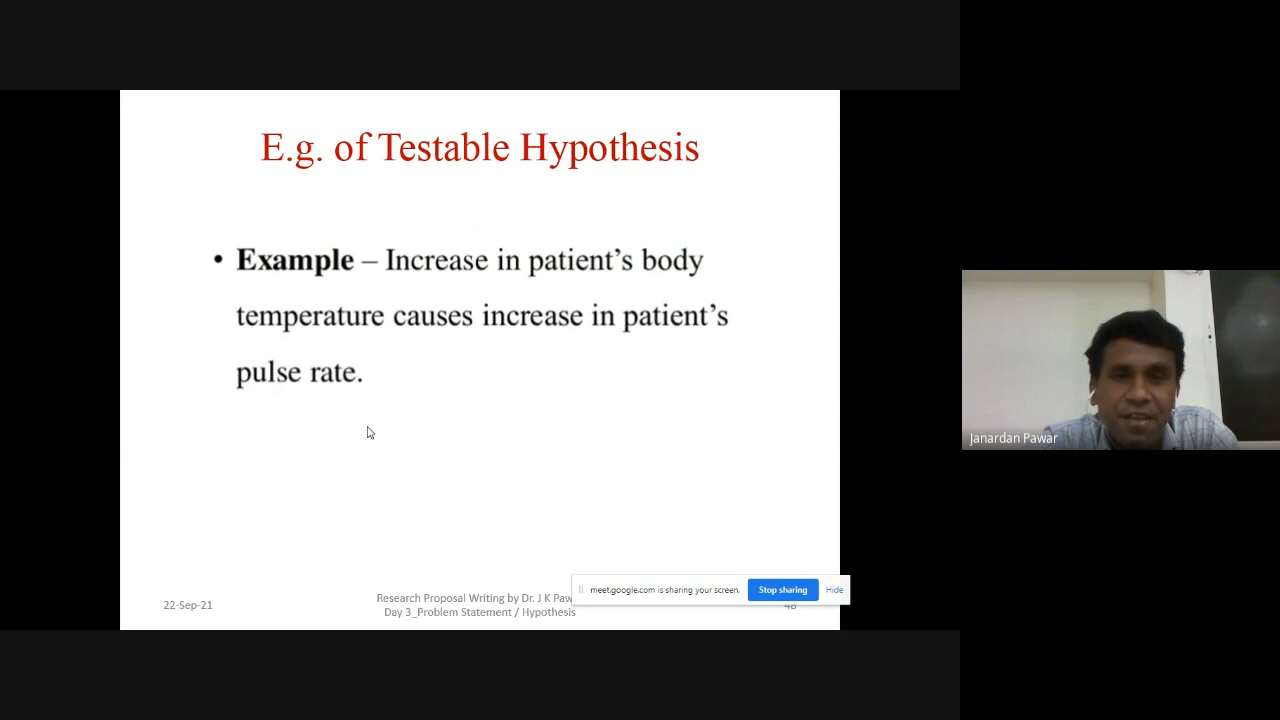 E.g. of Testable Hypothesis
• Example – Increase in patient’s body
temperature causes increase in patient’s
pulse rate.
Janardan Pawar
22-Sep-21
Research Proposal Writing by Dr. J K
Day 3_Problem Statement / Hypothesis
meet.google.com is sharing your screen.
Stop sharing
Hide
48